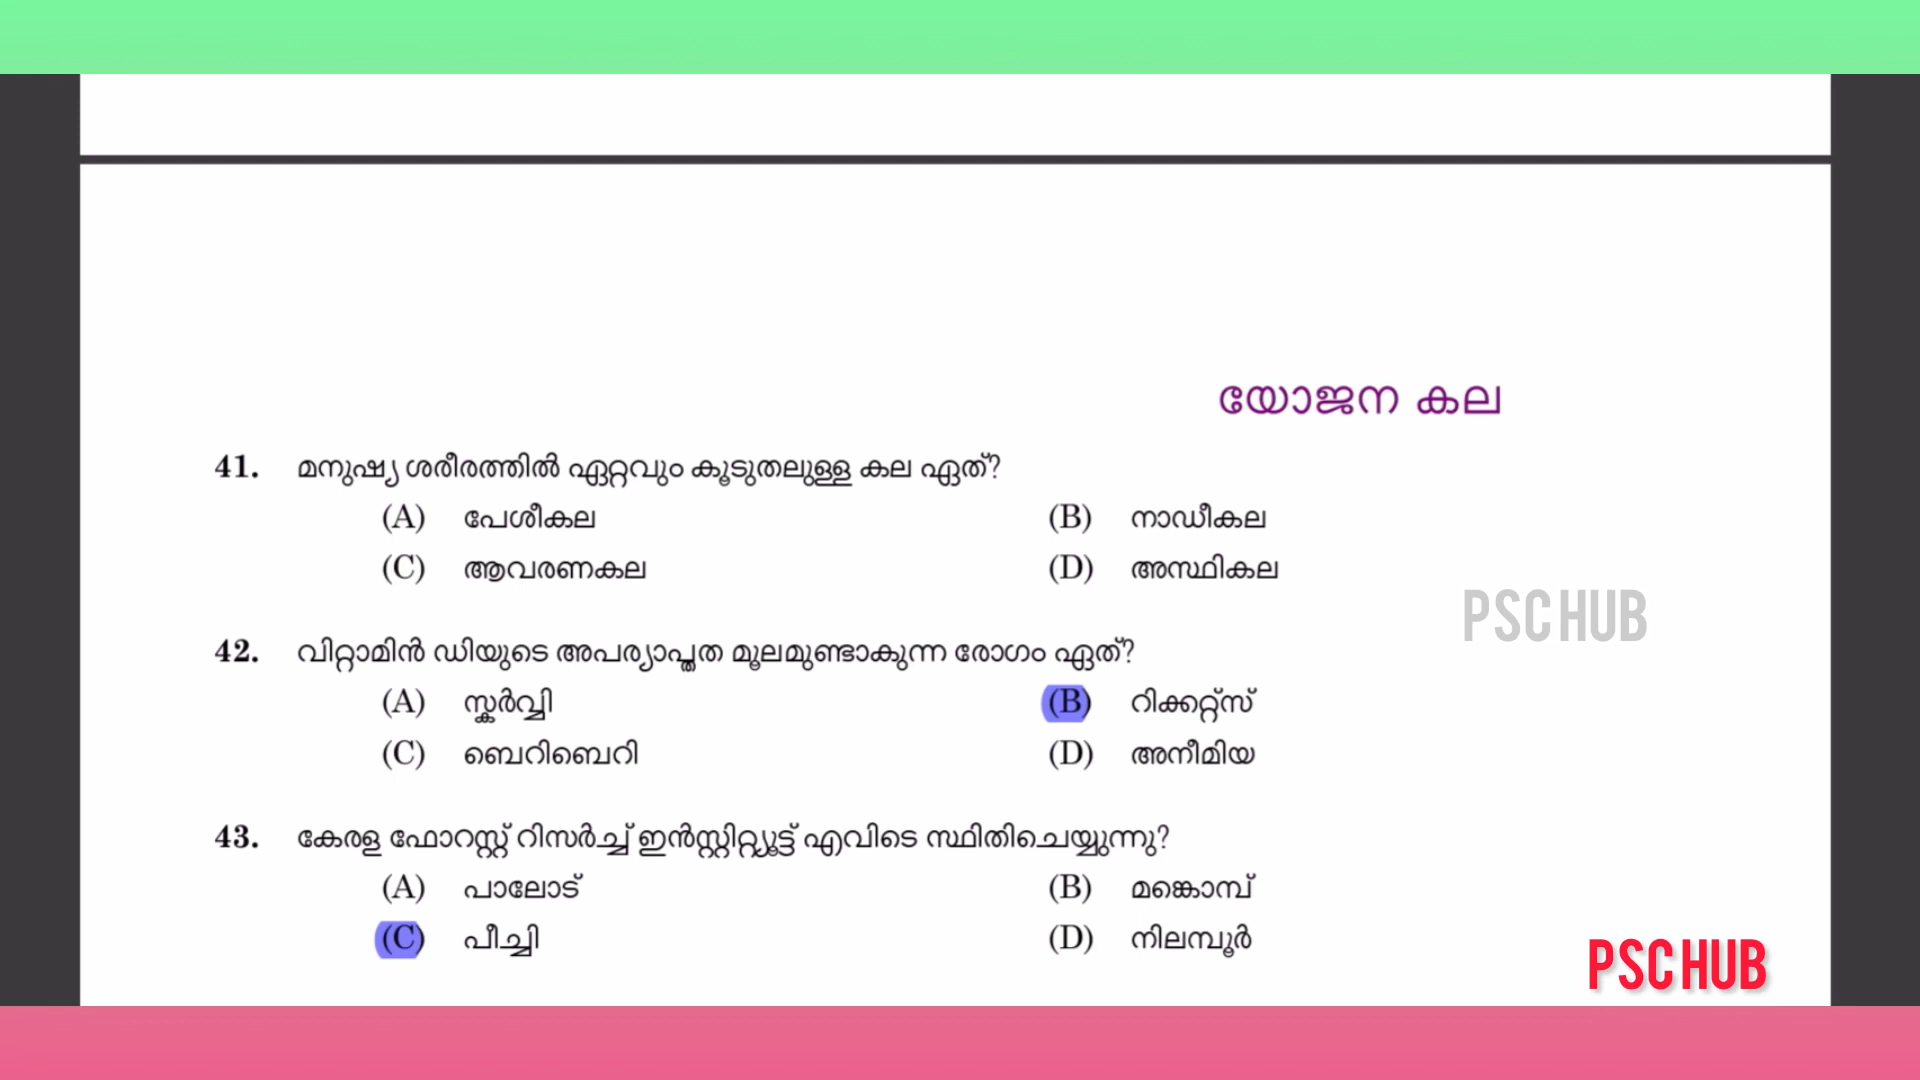 യോജന കല
41. മനുഷ്യ ശരീരത്തിൽ ഏറ്റവും കൂടുതലുള്ള കല ഏത്?
(A) പേശീകല (B) നാഡീകല
(C) ആവരണകല (D) അസ്ഥികല
PSC HUB
42. വിറ്റാമിൻ ഡിയുടെ അപര്യാപ്തത മൂലമുണ്ടാകുന്ന രോഗം ഏത്?
(A) സ്കർവ്വി (B) റിക്കറ്റ്സ്
(C) ബെറിബെറി (D) അനീമിയ
43. കേരള ഫോറസ്റ്റ് റിസർച്ച് ഇൻസ്റ്റിറ്റ്യൂട്ട് എവിടെ സ്ഥിതിചെയ്യുന്നു?
(A) പാലോട് (B) മങ്കൊമ്പ്
(C) പീച്ചി (D) നിലമ്പൂർ
PSC HUB